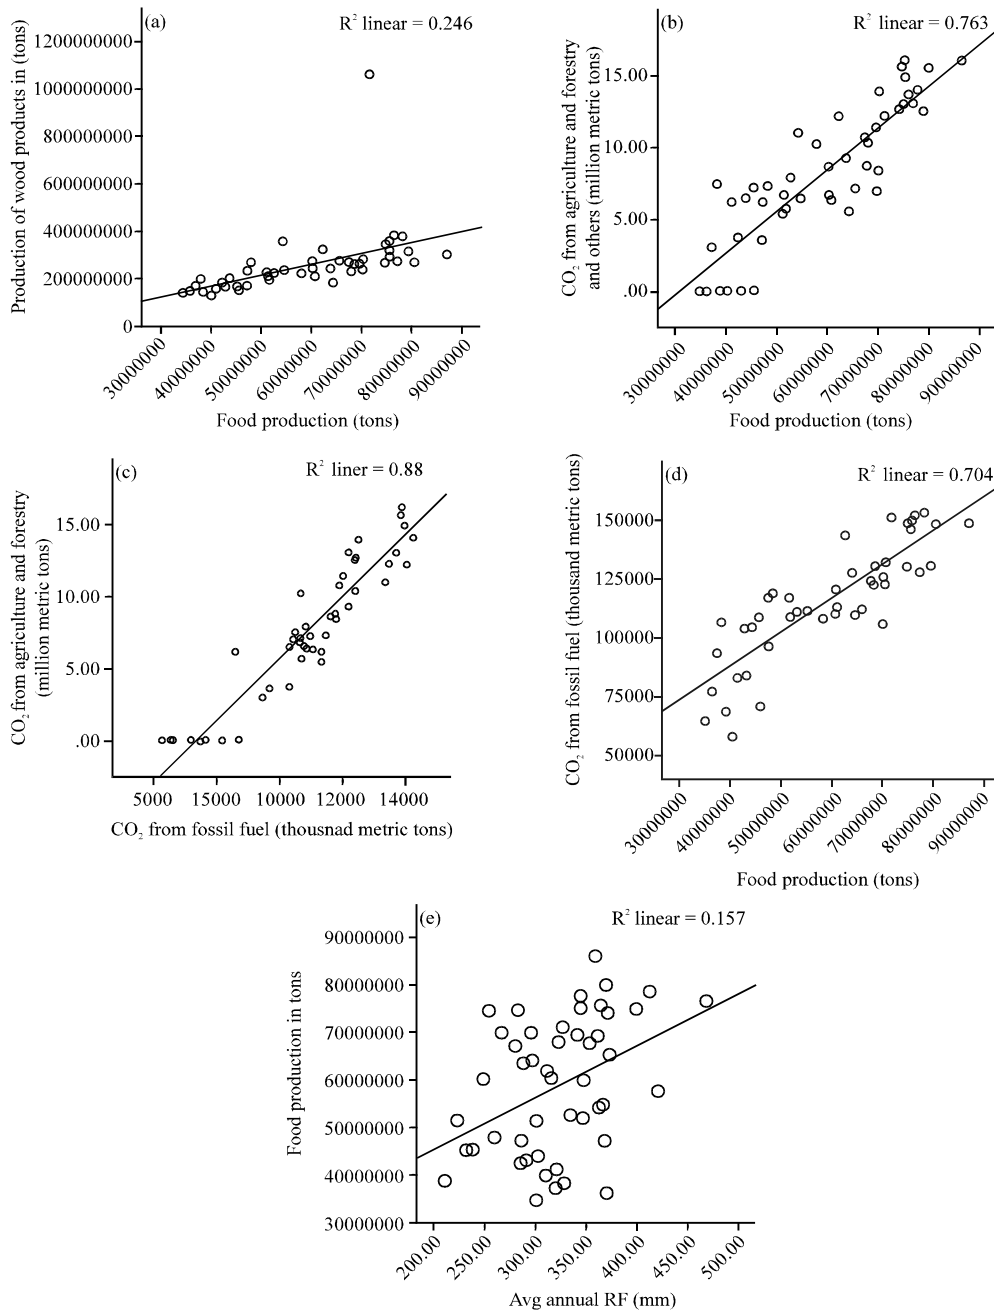 (a)
R² linear = 0.246
Production of wood products in (tons)
1200000000
1000000000
800000000
600000000
400000000
200000000
0
30000000
40000000
50000000
60000000
70000000
80000000
90000000
Food production (tons)
(b)
R² linear = 0.763
CO₂ from agriculture and forestry
and others (million metric tons)
15.00
10.00
5.00
.00
30000000
40000000
50000000
60000000
70000000
80000000
90000000
Food production (tons)
(c)
R² liner = 0.88
CO₂ from agriculture and forestry
(million metric tons)
15.00
10.00
5.00
.00
5000
15000
10000
12000
14000
CO₂ from fossil fuel (thousnad metric tons)
(d)
R² linear = 0.704
CO₂ from fossil fuel (thousand metric tons)
150000
125000
100000
75000
50000
30000000
40000000
50000000
60000000
70000000
80000000
90000000
Food production (tons)
(e)
R² linear = 0.157
Food production in tons
90000000
80000000
70000000
60000000
50000000
40000000
30000000
200.00
250.00
300.00
350.00
400.00
450.00
500.00
Avg annual RF (mm)